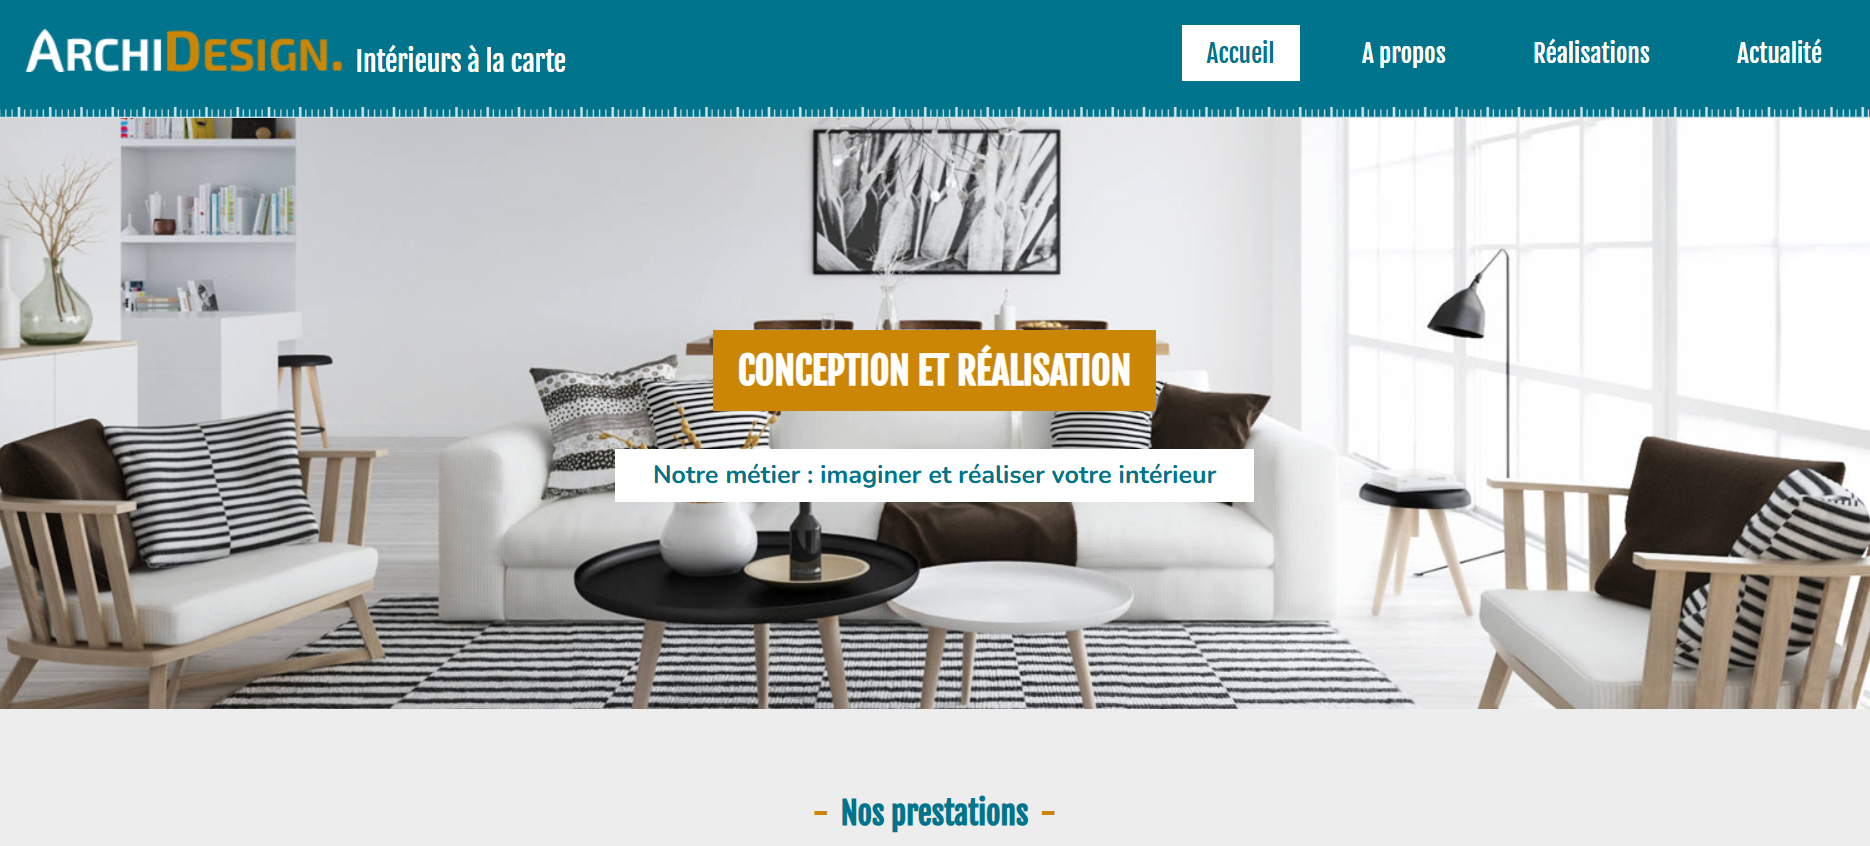 ARCHIDESIGN. Intérieurs à la carte
Accueil A propos Réalisations Actualité
CONCEPTION ET RÉALISATION
Notre métier : imaginer et réaliser votre intérieur
- Nos prestations -